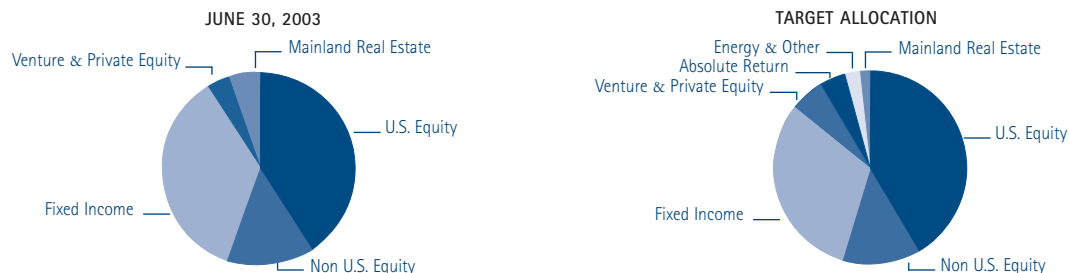 JUNE 30, 2003
Mainland Real Estate
Venture & Private Equity
U.S. Equity
Fixed Income
Non U.S. Equity
TARGET ALLOCATION
Energy & Other
Mainland Real Estate
Absolute Return
Venture & Private Equity
U.S. Equity
Fixed Income
Non U.S. Equity